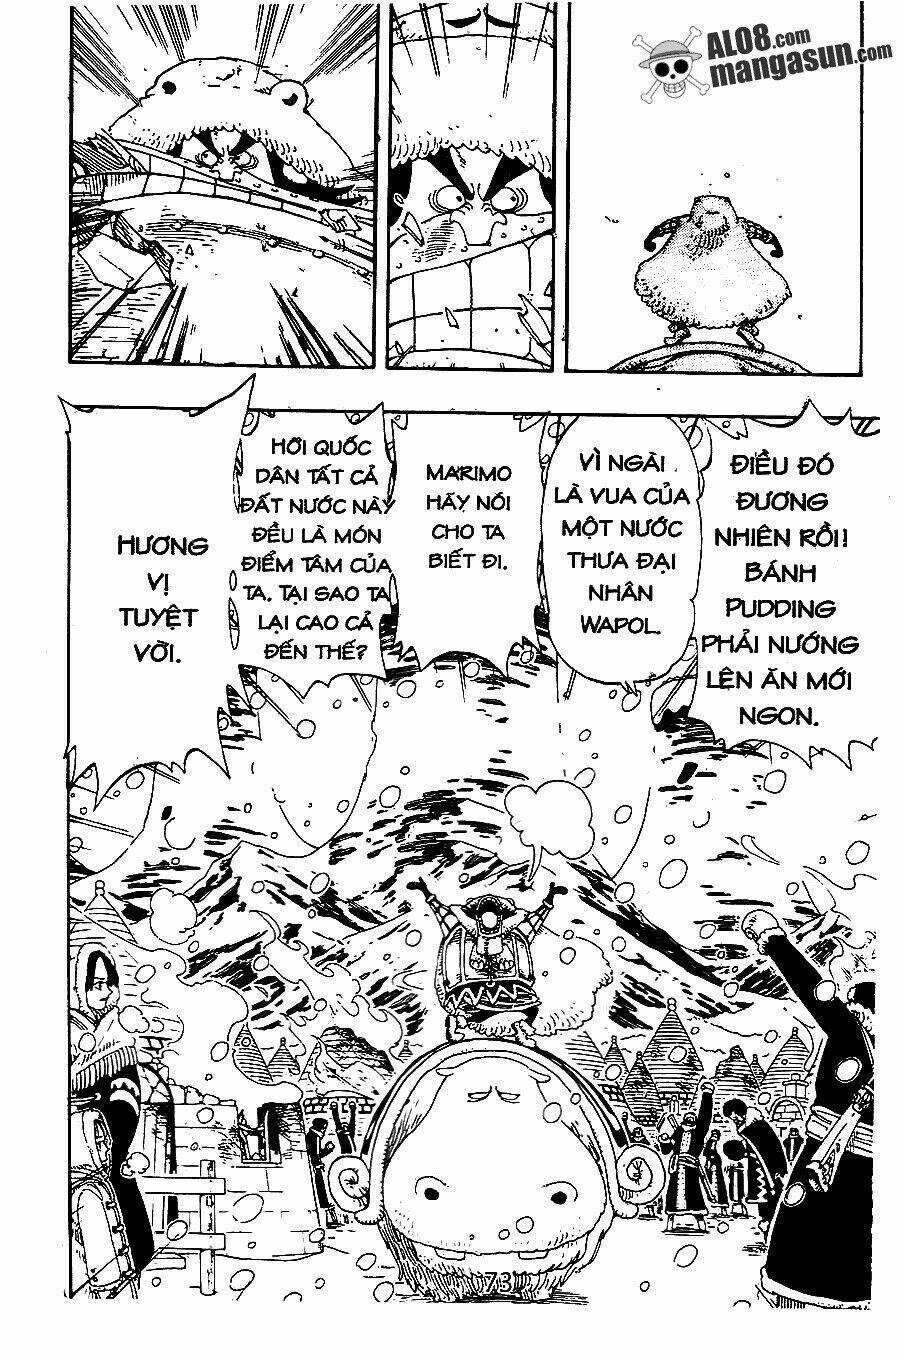 ALO8.com
mangasun.com
ĐIỀU ĐÓ
ĐƯƠNG
NHIÊN RỒI!
BÁNH
PUDDING
PHẢI NƯỚNG
LÊN ĂN MỚI
NGON.
VÌ NGÀI
LÀ VUA CỦA
MỘT NƯỚC
THƯA ĐẠI
NHÂN
WAPOL.
MARIMO
HÃY NÓI
CHO TA
BIẾT ĐI.
HỠI QUỐC
DÂN TẤT CẢ
ĐẤT NƯỚC NÀY
ĐỀU LÀ MÓN
ĐIỂM TÂM CỦA
TA. TẠI SAO TA
LẠI CAO CẢ
ĐẾN THẾ?
HƯƠNG
VỊ
TUYỆT
VỜI.
73